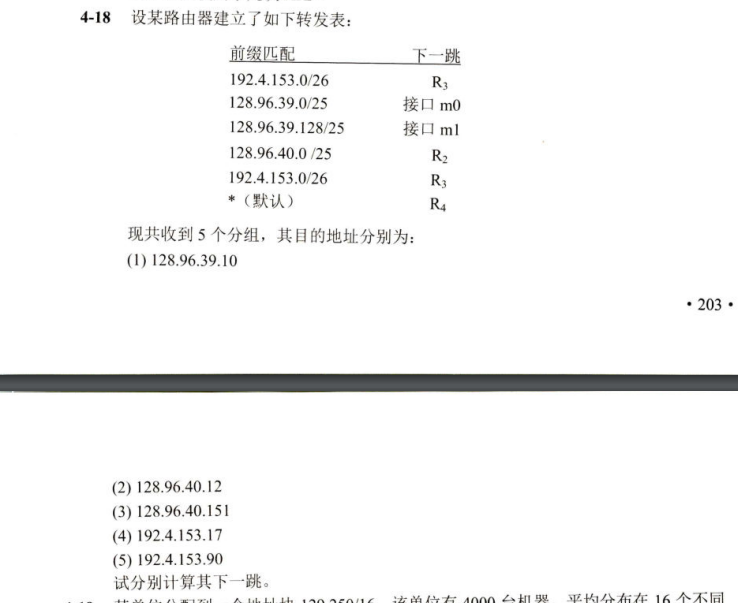 4-18 设某路由器建立了如下转发表：
前缀匹配 下一跳
192.4.153.0/26 R₃
128.96.39.0/25 接口 m0
128.96.39.128/25 接口 m1
128.96.40.0 /25 R₂
192.4.153.0/26 R₃
*（默认） R₄
现共收到 5 个分组，其目的地址分别为：
(1) 128.96.39.10
• 203 •
(2) 128.96.40.12
(3) 128.96.40.151
(4) 192.4.153.17
(5) 192.4.153.90
试分别计算其下一跳。
某单位分配到一个地址块 129.250/16。该单位有 4000 台机器，平均分布在 16 个不同